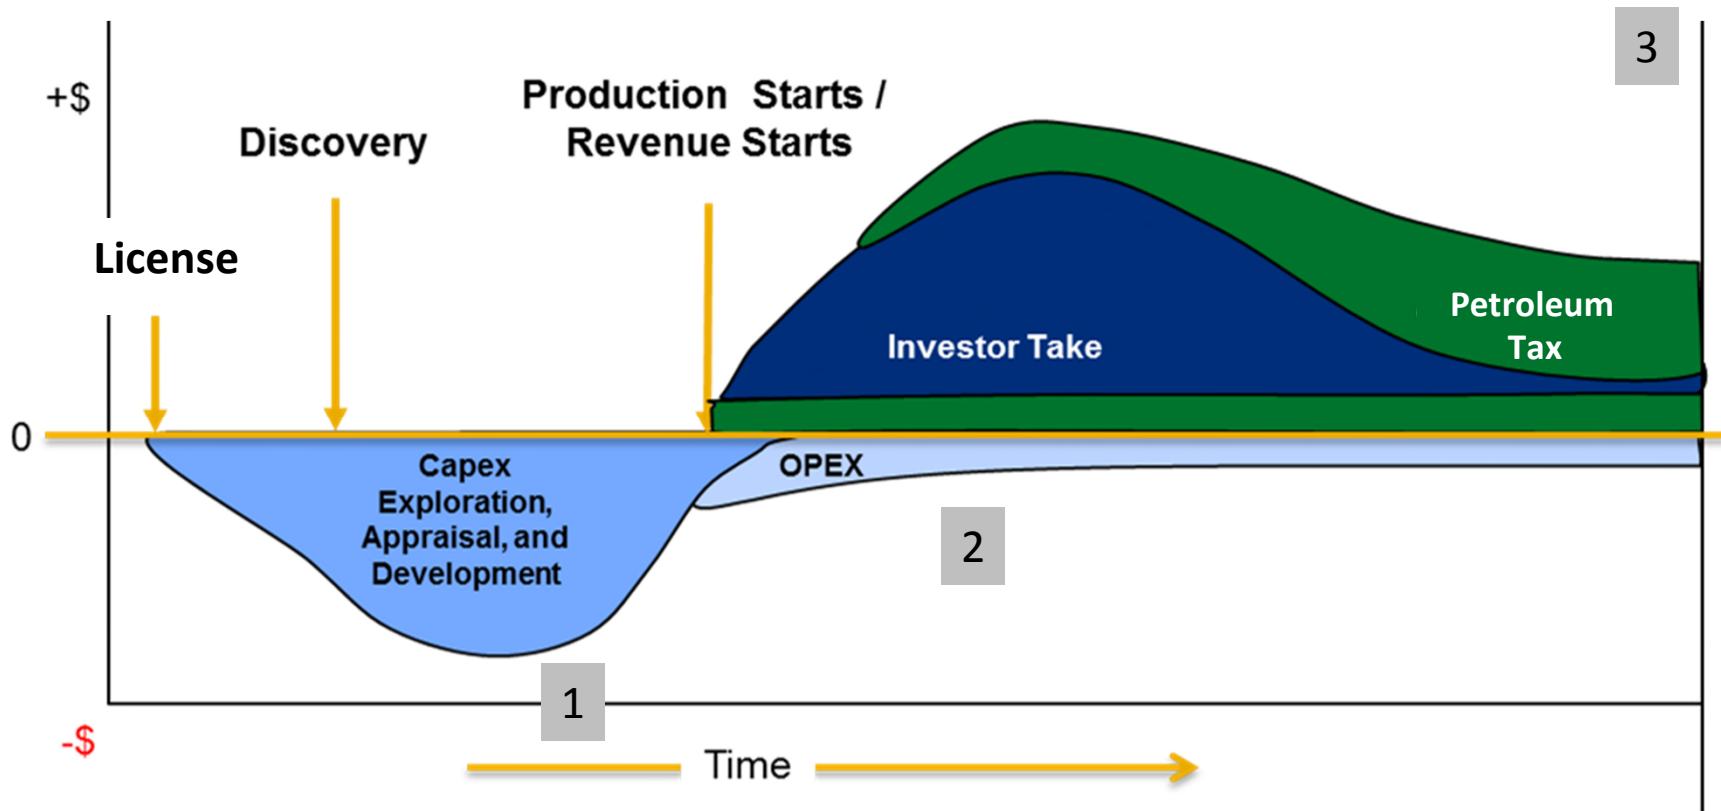 3
+$
Production Starts /
Revenue Starts
Discovery
License
Petroleum
Tax
Investor Take
0
Capex
Exploration,
Appraisal, and
Development
OPEX
2
1
-$
Time